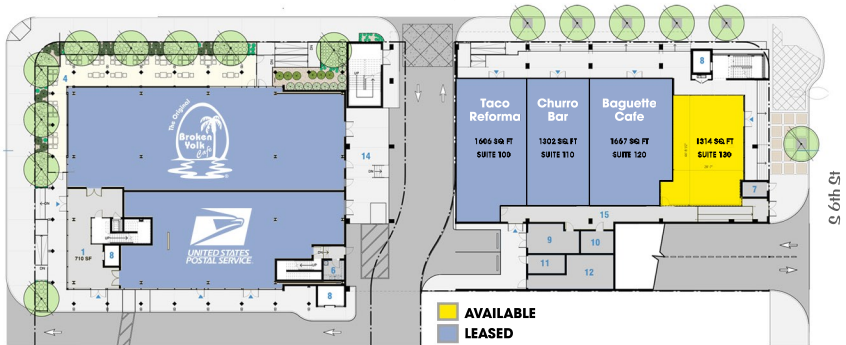 4
The Original
Broken
Yolk
Cafe
14
1
710 SF
8
UNITED STATES
POSTAL SERVICE
6
8
UP
DN
Taco
Reforma
1606 SQ FT
SUITE 100
Churro
Bar
1302 SQ FT
SUITE 110
Baguette
Cafe
1667 SQ FT
SUITE 120
8
1314 SQ FT
SUITE 130
7
15
9
10
11
12
AVAILABLE
LEASED